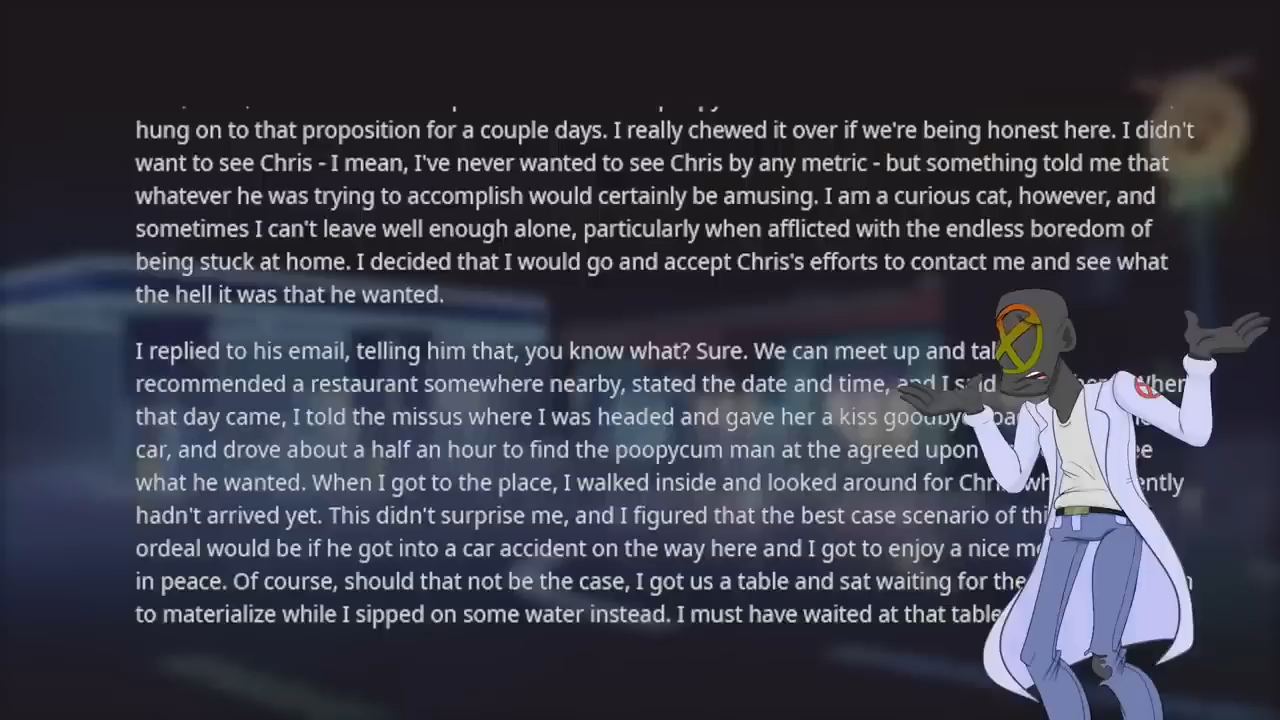 hung on to that proposition for a couple days. I really chewed it over if we're being honest here. I didn't
want to see Chris - I mean, I've never wanted to see Chris by any metric - but something told me that
whatever he was trying to accomplish would certainly be amusing. I am a curious cat, however, and
sometimes I can't leave well enough alone, particularly when afflicted with the endless boredom of
being stuck at home. I decided that I would go and accept Chris's efforts to contact me and see what
the hell it was that he wanted.
I replied to his email, telling him that, you know what? Sure. We can meet up and
recommended a restaurant somewhere nearby, stated the date and time, and I When
that day came, I told the missus where I was headed and gave her a kiss
car, and drove about a half an hour to find the poopycum man at the agreed upon
what he wanted. When I got to the place, I walked inside and looked around for
hadn't arrived yet. This didn't surprise me, and I figured that the best case scenario of
ordeal would be if he got into a car accident on the way here and I got to enjoy a nice
in peace. Of course, should that not be the case, I got us a table and sat waiting for the
to materialize while I sipped on some water instead. I must have waited at that table